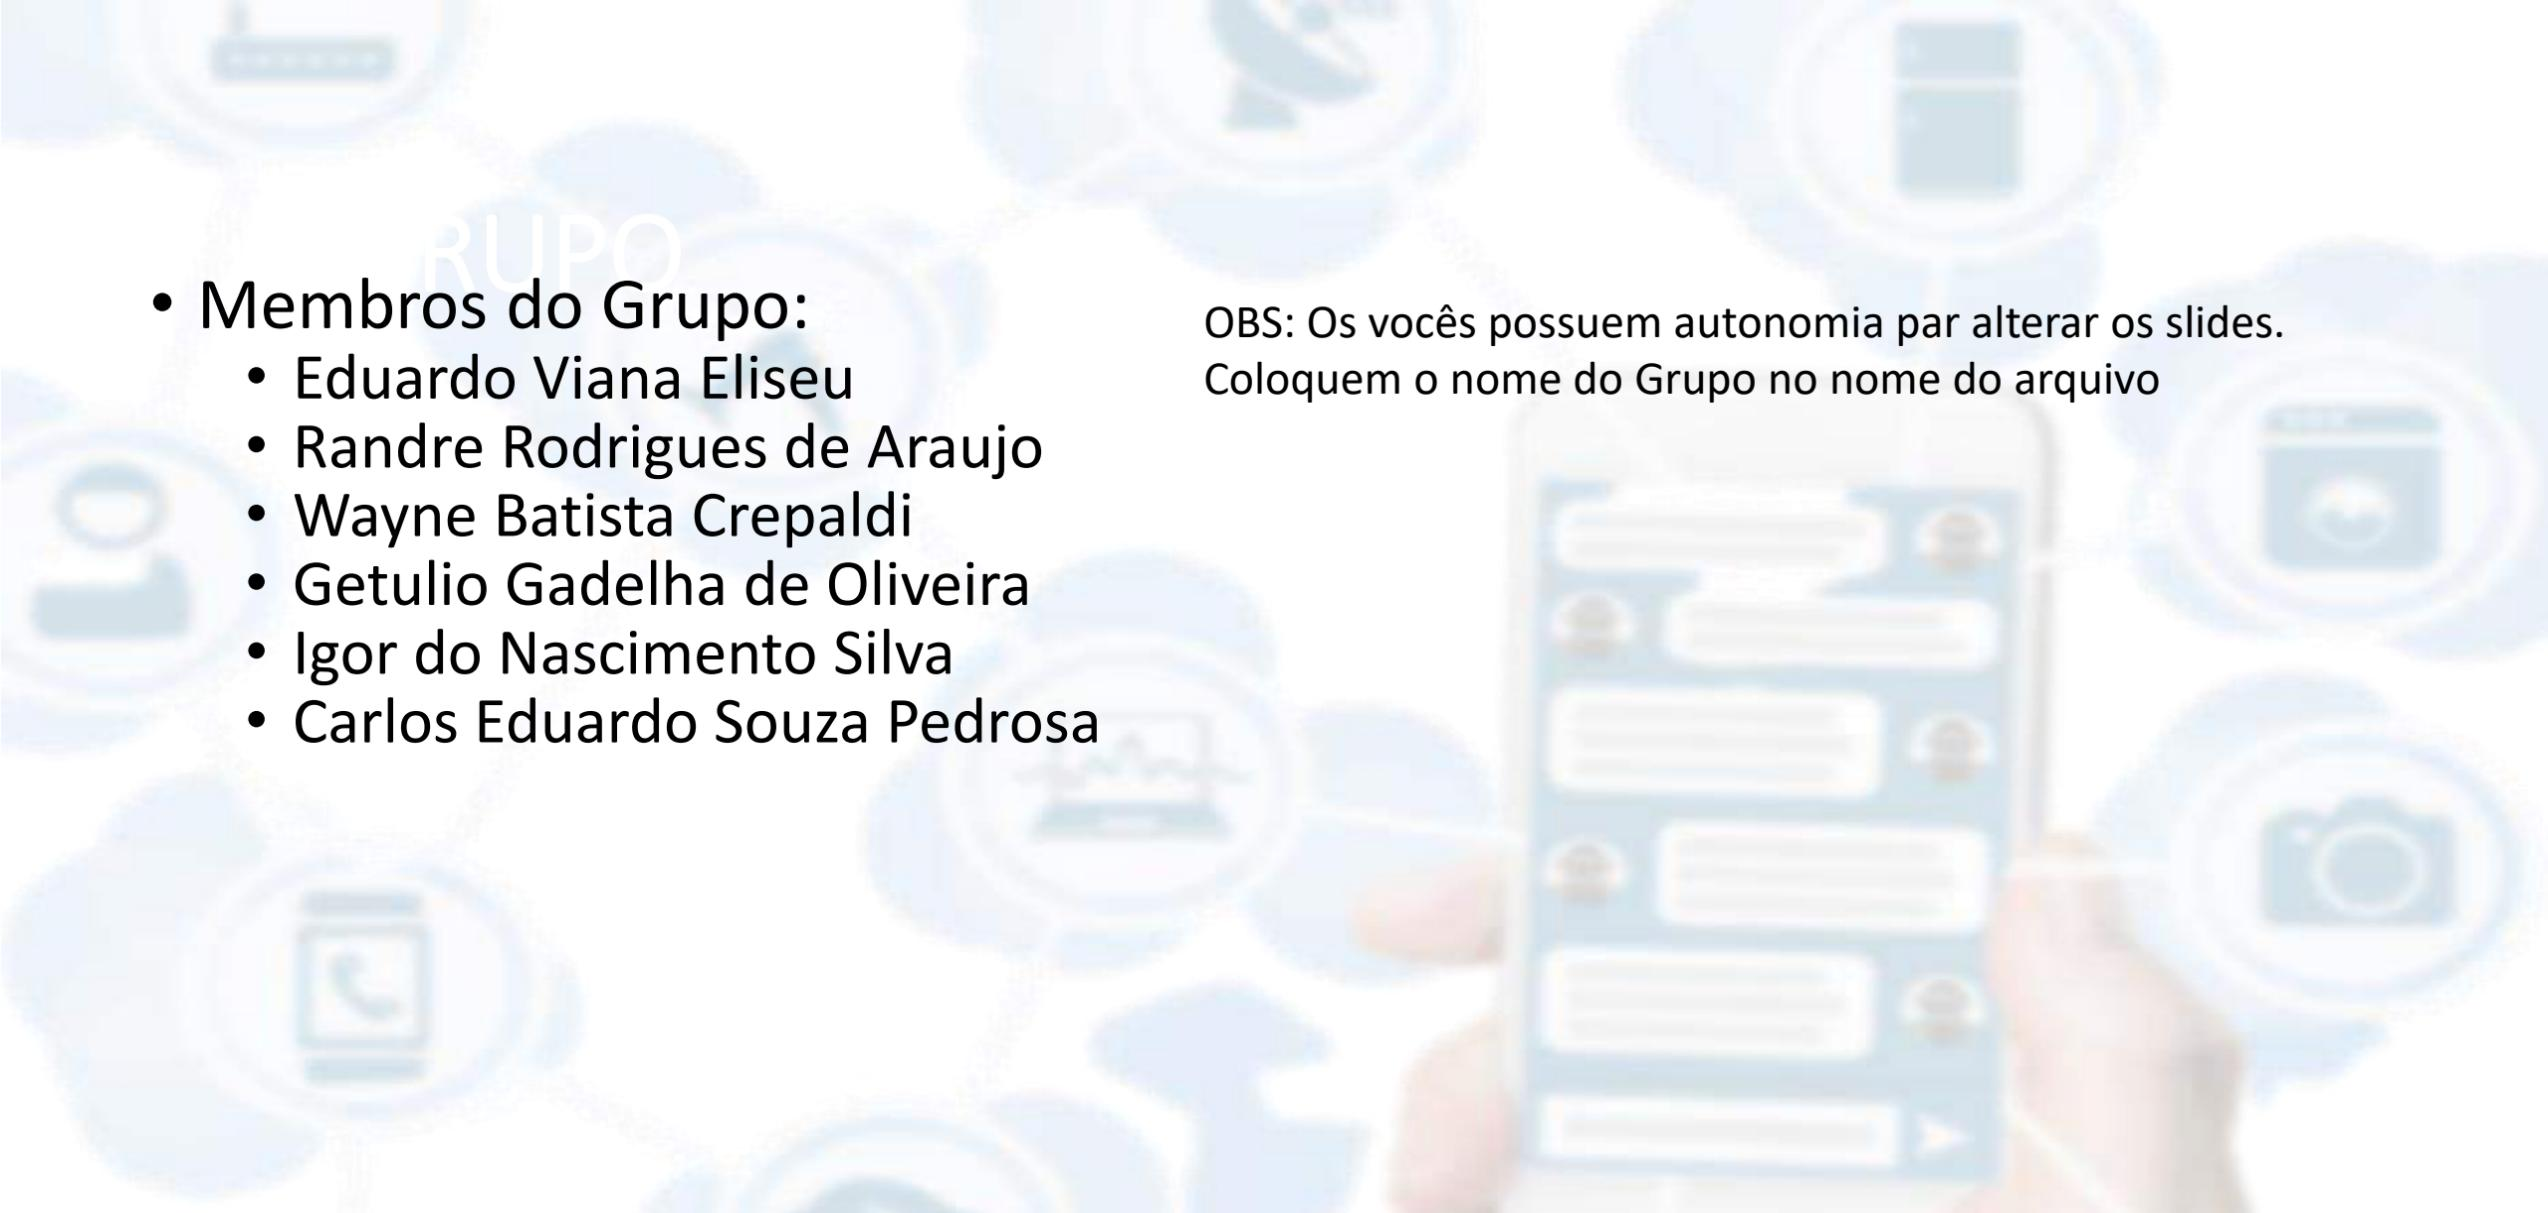 GRUPO
• Membros do Grupo:
• Eduardo Viana Eliseu
• Randre Rodrigues de Araujo
• Wayne Batista Crepaldi
• Getulio Gadelha de Oliveira
• Igor do Nascimento Silva
• Carlos Eduardo Souza Pedrosa
OBS: Os vocês possuem autonomia par alterar os slides.
Coloquem o nome do Grupo no nome do arquivo